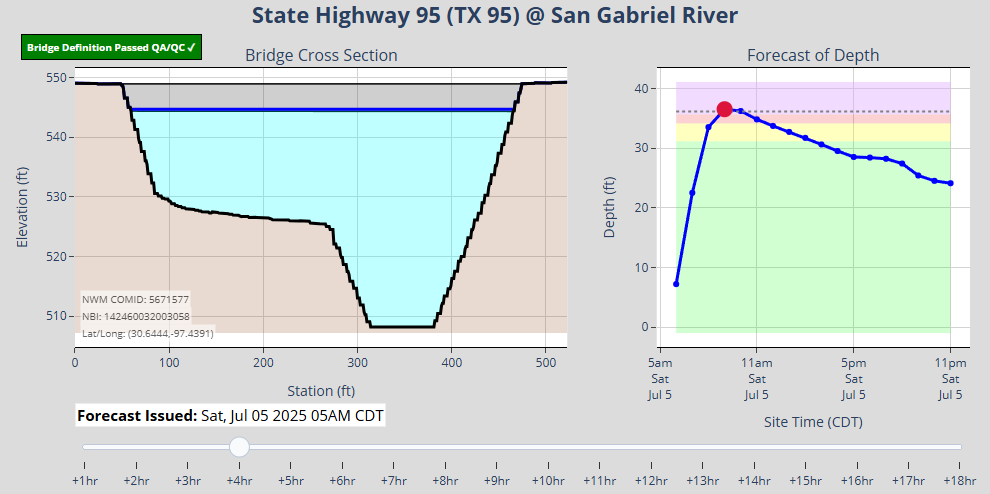 State Highway 95 (TX 95) @ San Gabriel River
Bridge Definition Passed QA/QC ✓
Bridge Cross Section
Elevation (ft)
550
540
530
520
510
NWM COMID: 5671577
NBI: 142460032003058
Lat/Long: (30.6444,-97.4391)
0 100 200 300 400 500
Station (ft)
Forecast of Depth
Depth (ft)
40
30
20
10
0
5am 11am 5pm 11pm
Sat Sat Sat Sat
Jul 5 Jul 5 Jul 5 Jul 5
Site Time (CDT)
Forecast Issued: Sat, Jul 05 2025 05AM CDT
+1hr +2hr +3hr +4hr +5hr +6hr +7hr +8hr +9hr +10hr +11hr +12hr +13hr +14hr +15hr +16hr +17hr +18hr